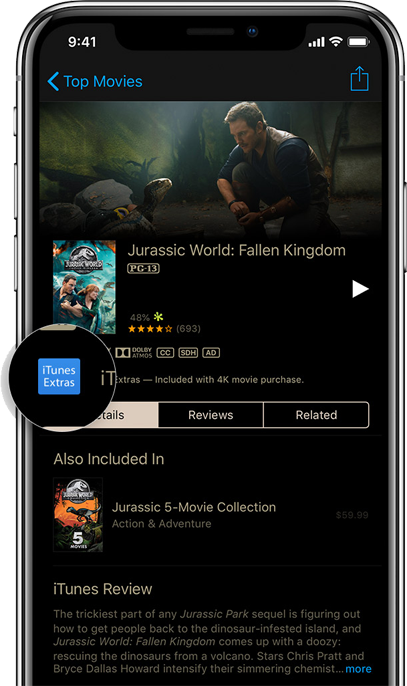 9:41
Top Movies
JURASSIC WORLD
Jurassic World: Fallen Kingdom
PG-13
48%
(693)
DOLBY ATMOS CC SDH AD
iTunes Extras
iT Extras — Included with 4K movie purchase.
etails Reviews Related
Also Included In
JURASSIC WORLD
5 MOVIES
Jurassic 5-Movie Collection
Action & Adventure
$59.99
iTunes Review
The trickiest part of any Jurassic Park sequel is figuring out
how to get people back to the dinosaur-infested island, and
Jurassic World: Fallen Kingdom comes up with a doozy:
rescuing the dinosaurs from a volcano. Stars Chris Pratt and
Bryce Dallas Howard intensify their simmering chemist... more